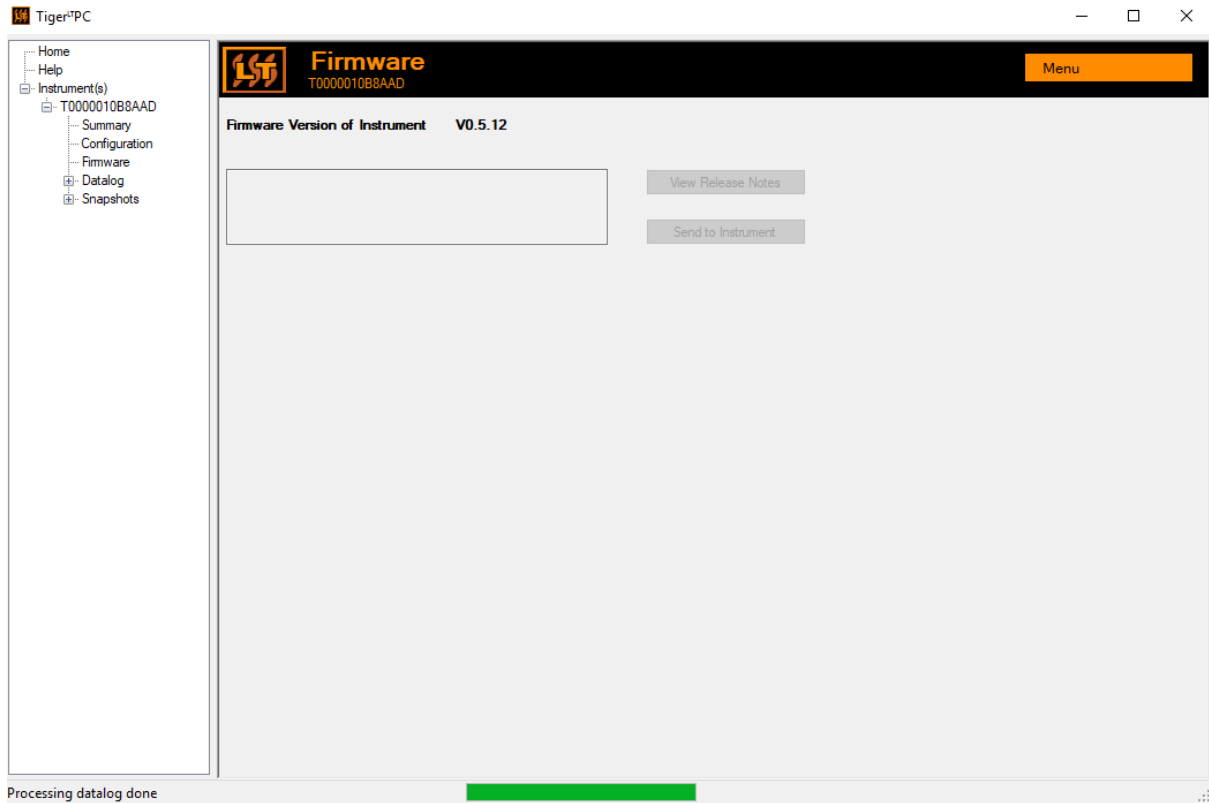 TigerᴸᵀPC
Home
Help
Instrument(s)
T0000010B8AAD
Summary
Configuration
Firmware
Datalog
Snapshots
LST
Firmware
T0000010B8AAD
Menu
Firmware Version of Instrument V0.5.12
View Release Notes
Send to Instrument
Processing datalog done